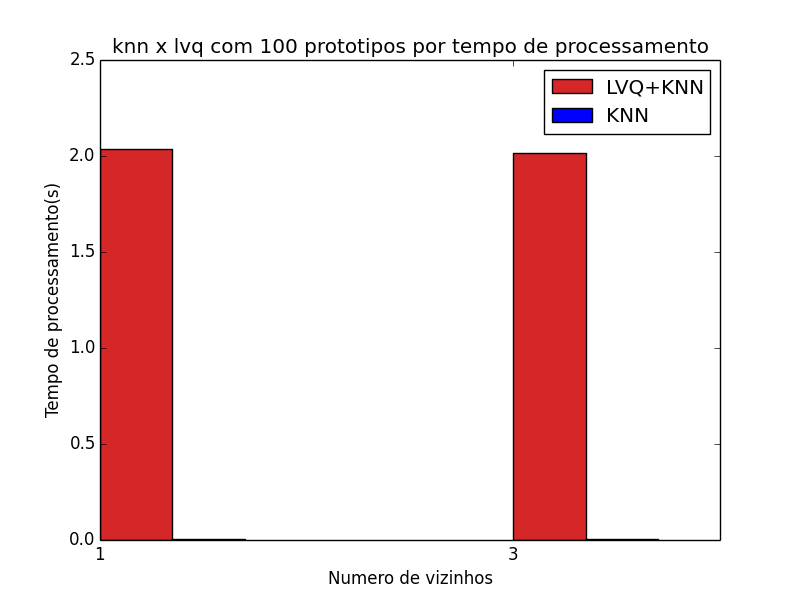 knn x lvq com 100 prototipos por tempo de processamento
LVQ+KNN
KNN
Tempo de processamento(s)
2.5
2.0
1.5
1.0
0.5
0.0
1
3
Numero de vizinhos